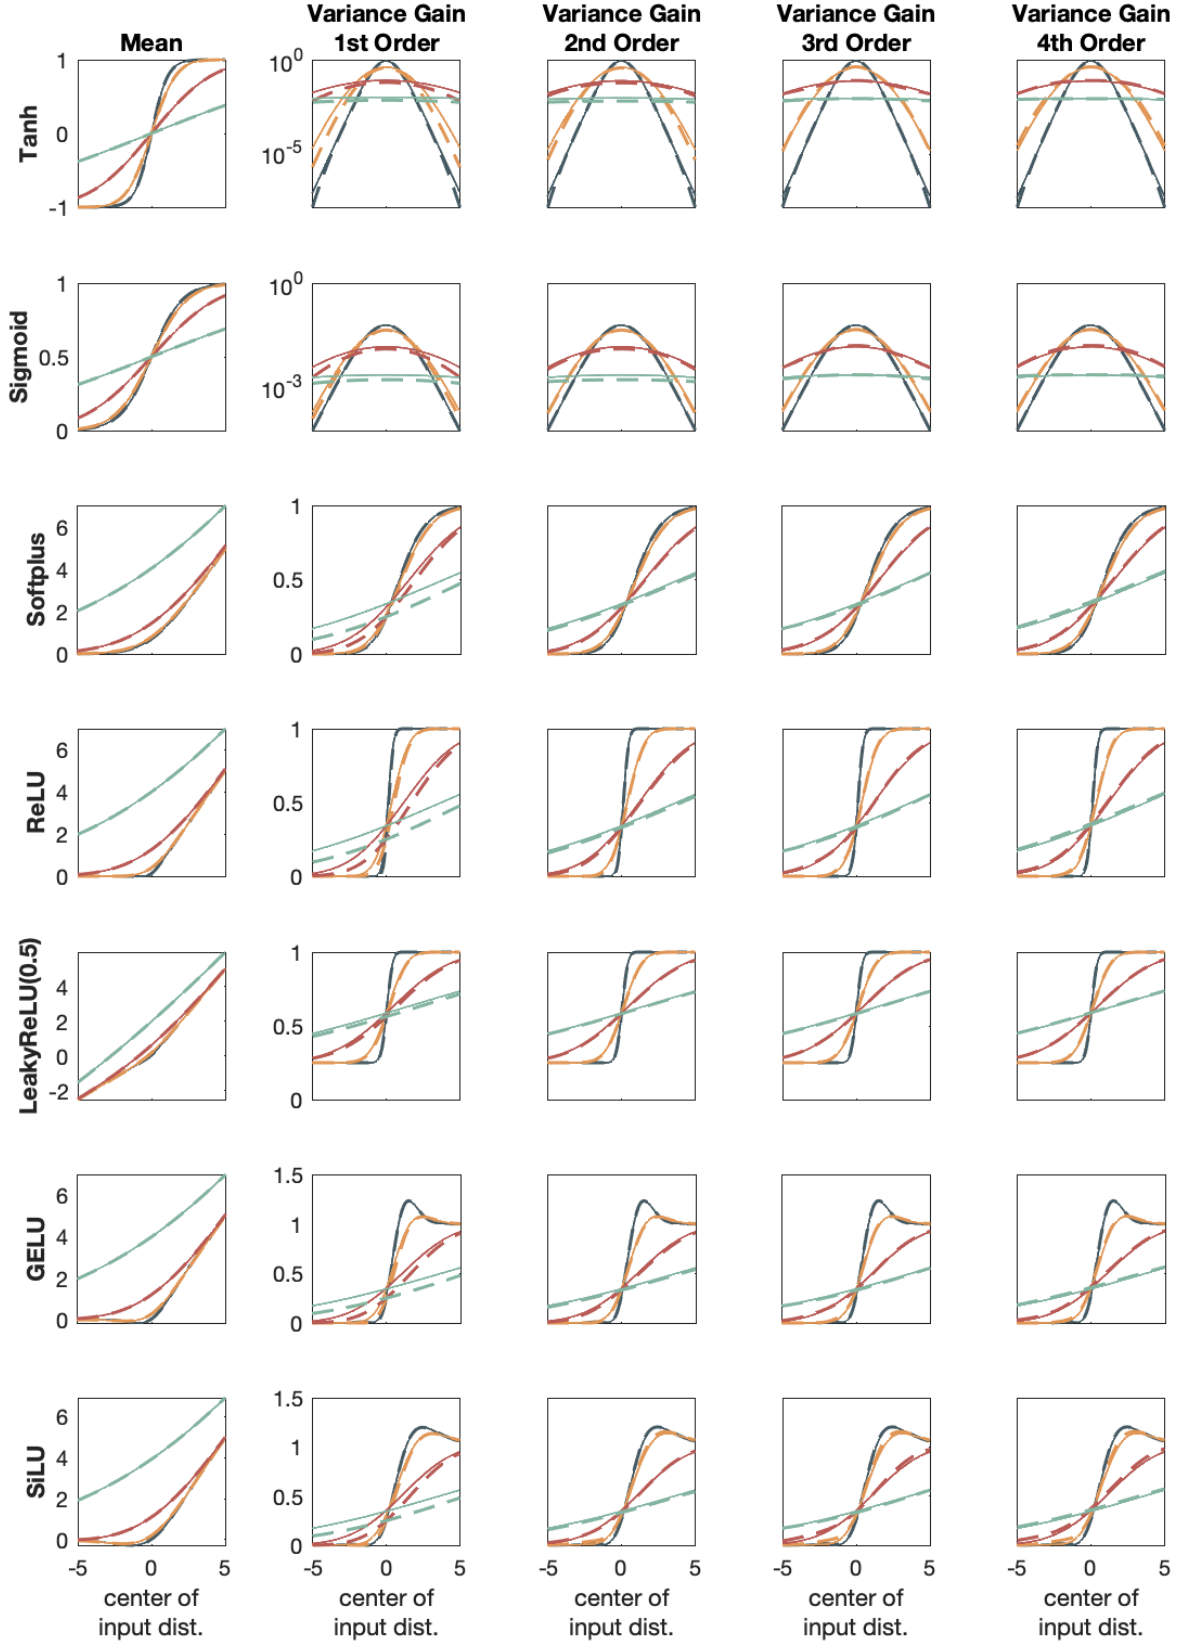 Mean
Variance Gain
1st Order
Variance Gain
2nd Order
Variance Gain
3rd Order
Variance Gain
4th Order
Tanh
1
0
-1
10^0
10^-5
Sigmoid
1
0.5
0
10^0
10^-3
Softplus
6
4
2
0
1
0.5
0
ReLU
6
4
2
0
1
0.5
0
LeakyReLU(0.5)
4
2
0
-2
1
0.5
0
GELU
6
4
2
0
1.5
1
0.5
0
SiLU
6
4
2
0
1.5
1
0.5
0
-5 0 5
-5 0 5
-5 0 5
-5 0 5
-5 0 5
center of
input dist.
center of
input dist.
center of
input dist.
center of
input dist.
center of
input dist.